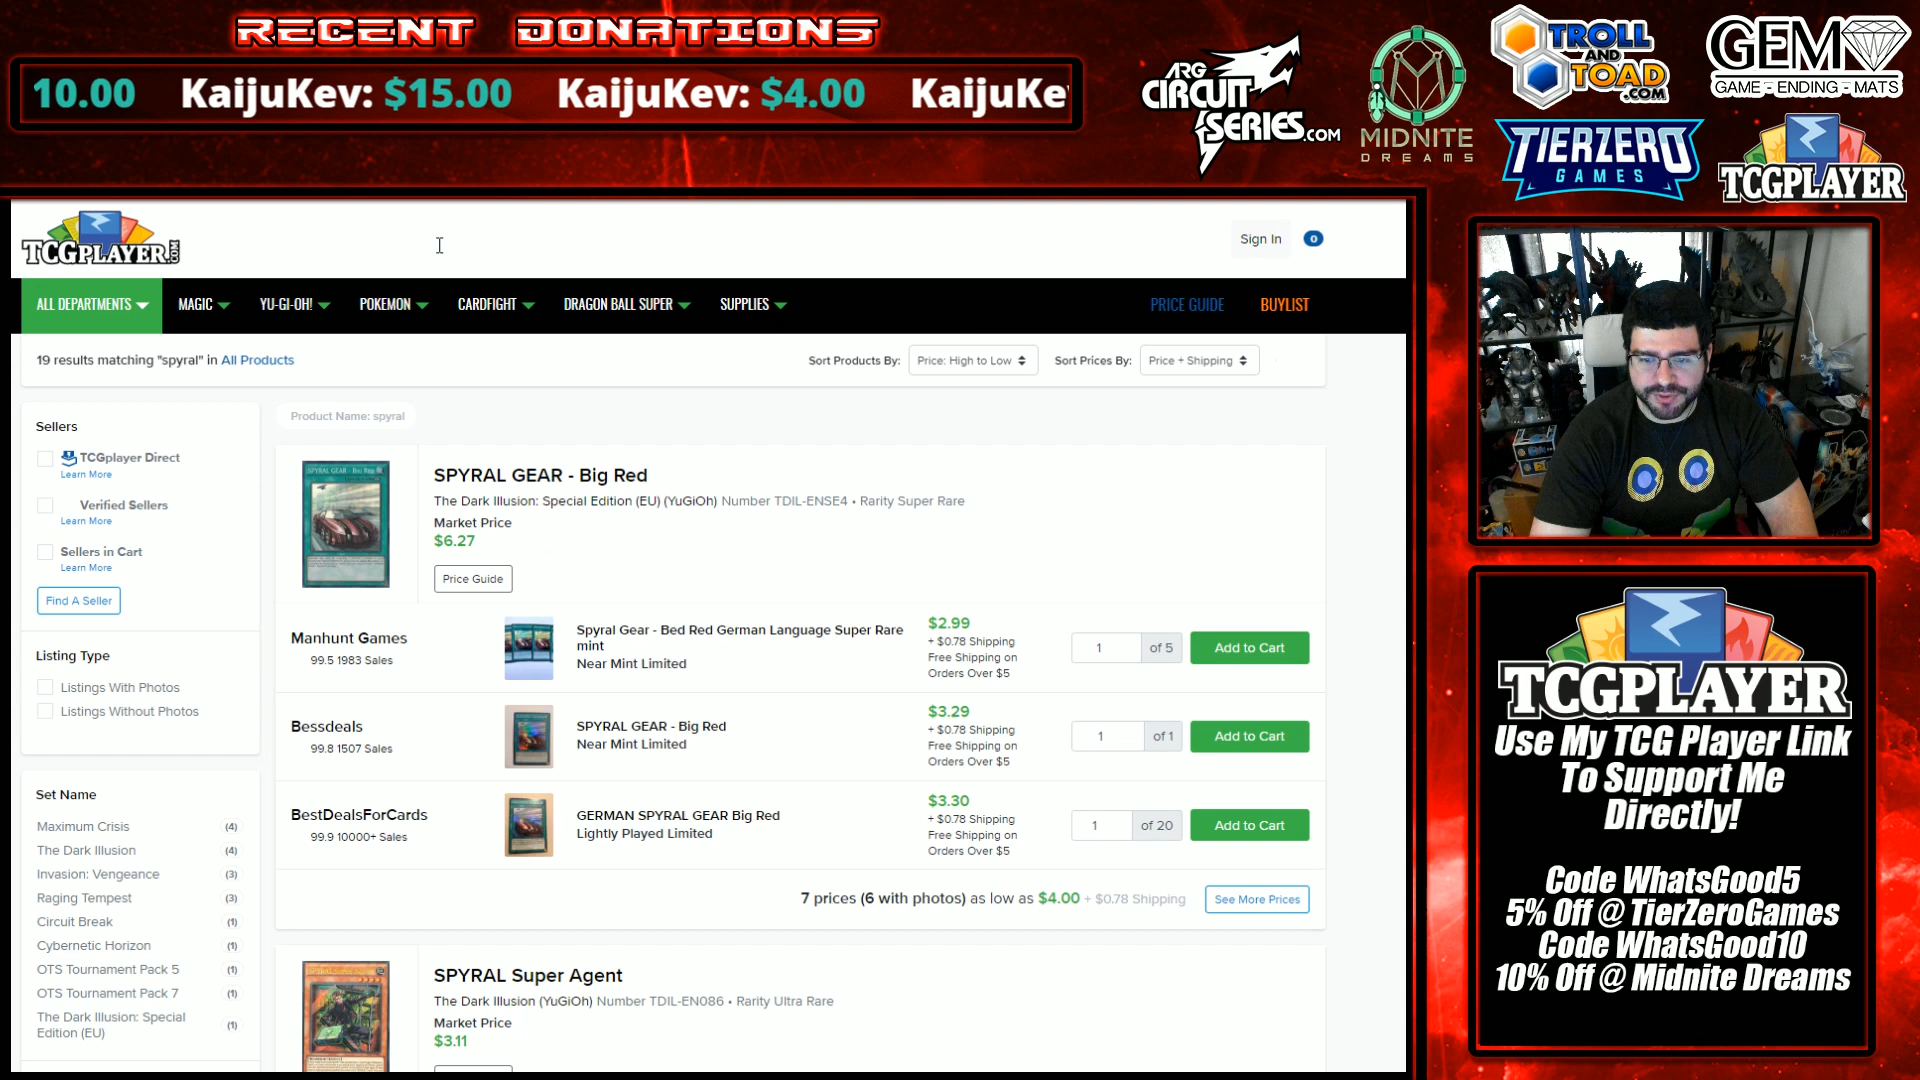 RECENT DONATIONS
10.00 KaijuKev: $15.00 KaijuKev: $4.00 KaijuKe
ARG CIRCUIT SERIES.COM
MIDNITE DREAMS
TROLL AND TOAD .COM
GEM
GAME - ENDING - MATS
TIERZERO GAMES
TCGPLAYER
TCGPLAYER.COM
Sign In 0
ALL DEPARTMENTS MAGIC YU-GI-OH! POKEMON CARDFIGHT DRAGON BALL SUPER SUPPLIES PRICE GUIDE BUYLIST
19 results matching "spyral" in All Products Sort Products By: Price: High to Low Sort Prices By: Price + Shipping
Product Name: spyral
Sellers
TCGplayer Direct
Learn More
Verified Sellers
Learn More
Sellers in Cart
Learn More
Find A Seller
Listing Type
Listings With Photos
Listings Without Photos
Set Name
Maximum Crisis (4)
The Dark Illusion (4)
Invasion: Vengeance (3)
Raging Tempest (3)
Circuit Break (1)
Cybernetic Horizon (1)
OTS Tournament Pack 5 (1)
OTS Tournament Pack 7 (1)
The Dark Illusion: Special
Edition (EU) (1)
SPYRAL GEAR - Big Red
SPYRAL GEAR - Big Red
The Dark Illusion: Special Edition (EU) (YuGiOh) Number TDIL-ENSE4 • Rarity Super Rare
Market Price
$6.27
Price Guide
Manhunt Games
99.5 1983 Sales
Spyral Gear - Bed Red German Language Super Rare
mint
Near Mint Limited
$2.99
+ $0.78 Shipping
Free Shipping on
Orders Over $5
1 of 5 Add to Cart
Bessdeals
99.8 1507 Sales
SPYRAL GEAR - Big Red
Near Mint Limited
$3.29
+ $0.78 Shipping
Free Shipping on
Orders Over $5
1 of 1 Add to Cart
BestDealsForCards
99.9 10000+ Sales
GERMAN SPYRAL GEAR Big Red
Lightly Played Limited
$3.30
+ $0.78 Shipping
Free Shipping on
Orders Over $5
1 of 20 Add to Cart
7 prices (6 with photos) as low as $4.00 + $0.78 Shipping See More Prices
SPYRAL Super Agent
The Dark Illusion (YuGiOh) Number TDIL-EN086 • Rarity Ultra Rare
Market Price
$3.11
TCGPLAYER
Use My TCG Player Link
To Support Me
Directly!
Code WhatsGood5
5% Off @ TierZeroGames
Code WhatsGood10
10% Off @ Midnite Dreams